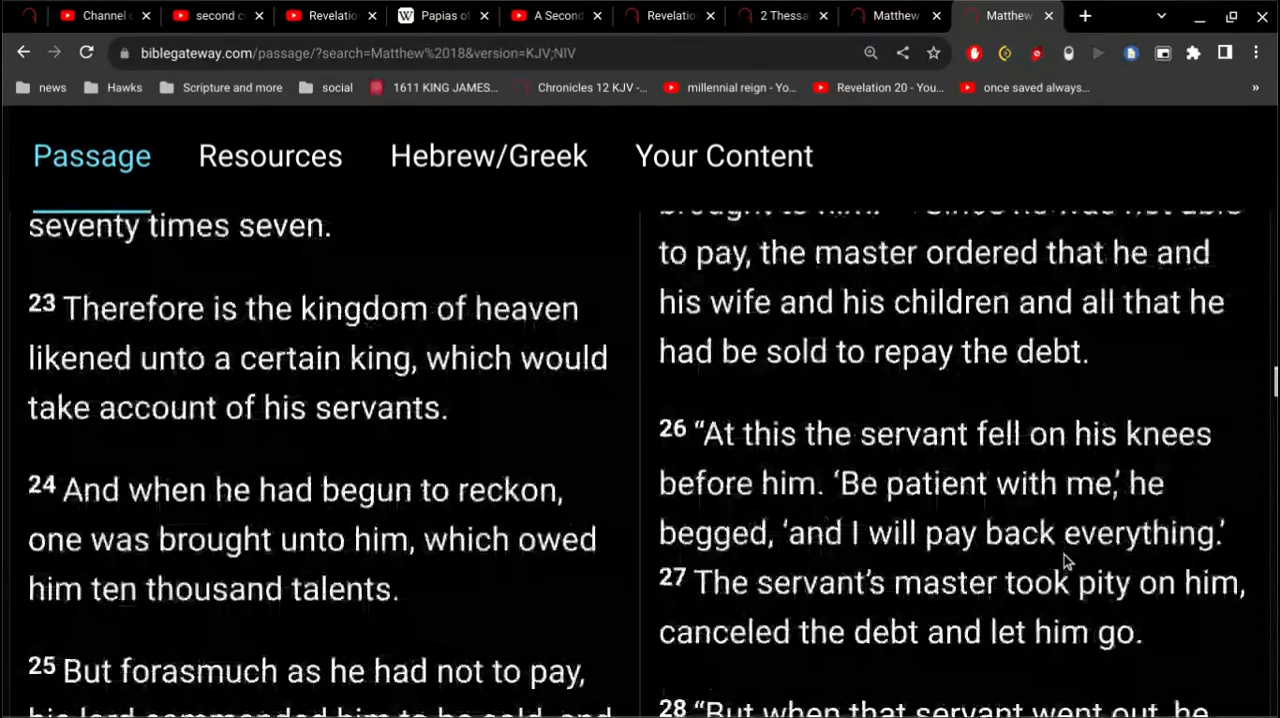 Channel c
second c
Revelatio
Papias of
A Second
Revelatio
2 Thessa
Matthew
Matthew
biblegateway.com/passage/?search=Matthew%2018&version=KJV;NIV
news
Hawks
Scripture and more
social
1611 KING JAMES...
Chronicles 12 KJV -...
millennial reign - Yo...
Revelation 20 - You...
once saved always...
»
Passage
Resources
Hebrew/Greek
Your Content
seventy times seven.
23 Therefore is the kingdom of heaven
likened unto a certain king, which would
take account of his servants.
24 And when he had begun to reckon,
one was brought unto him, which owed
him ten thousand talents.
25 But forasmuch as he had not to pay,
his lord commanded him to be sold, and
to pay, the master ordered that he and
his wife and his children and all that he
had be sold to repay the debt.
26 “At this the servant fell on his knees
before him. ‘Be patient with me,’ he
begged, ‘and I will pay back everything.’
27 The servant’s master took pity on him,
canceled the debt and let him go.
28 “But when that servant went out, he